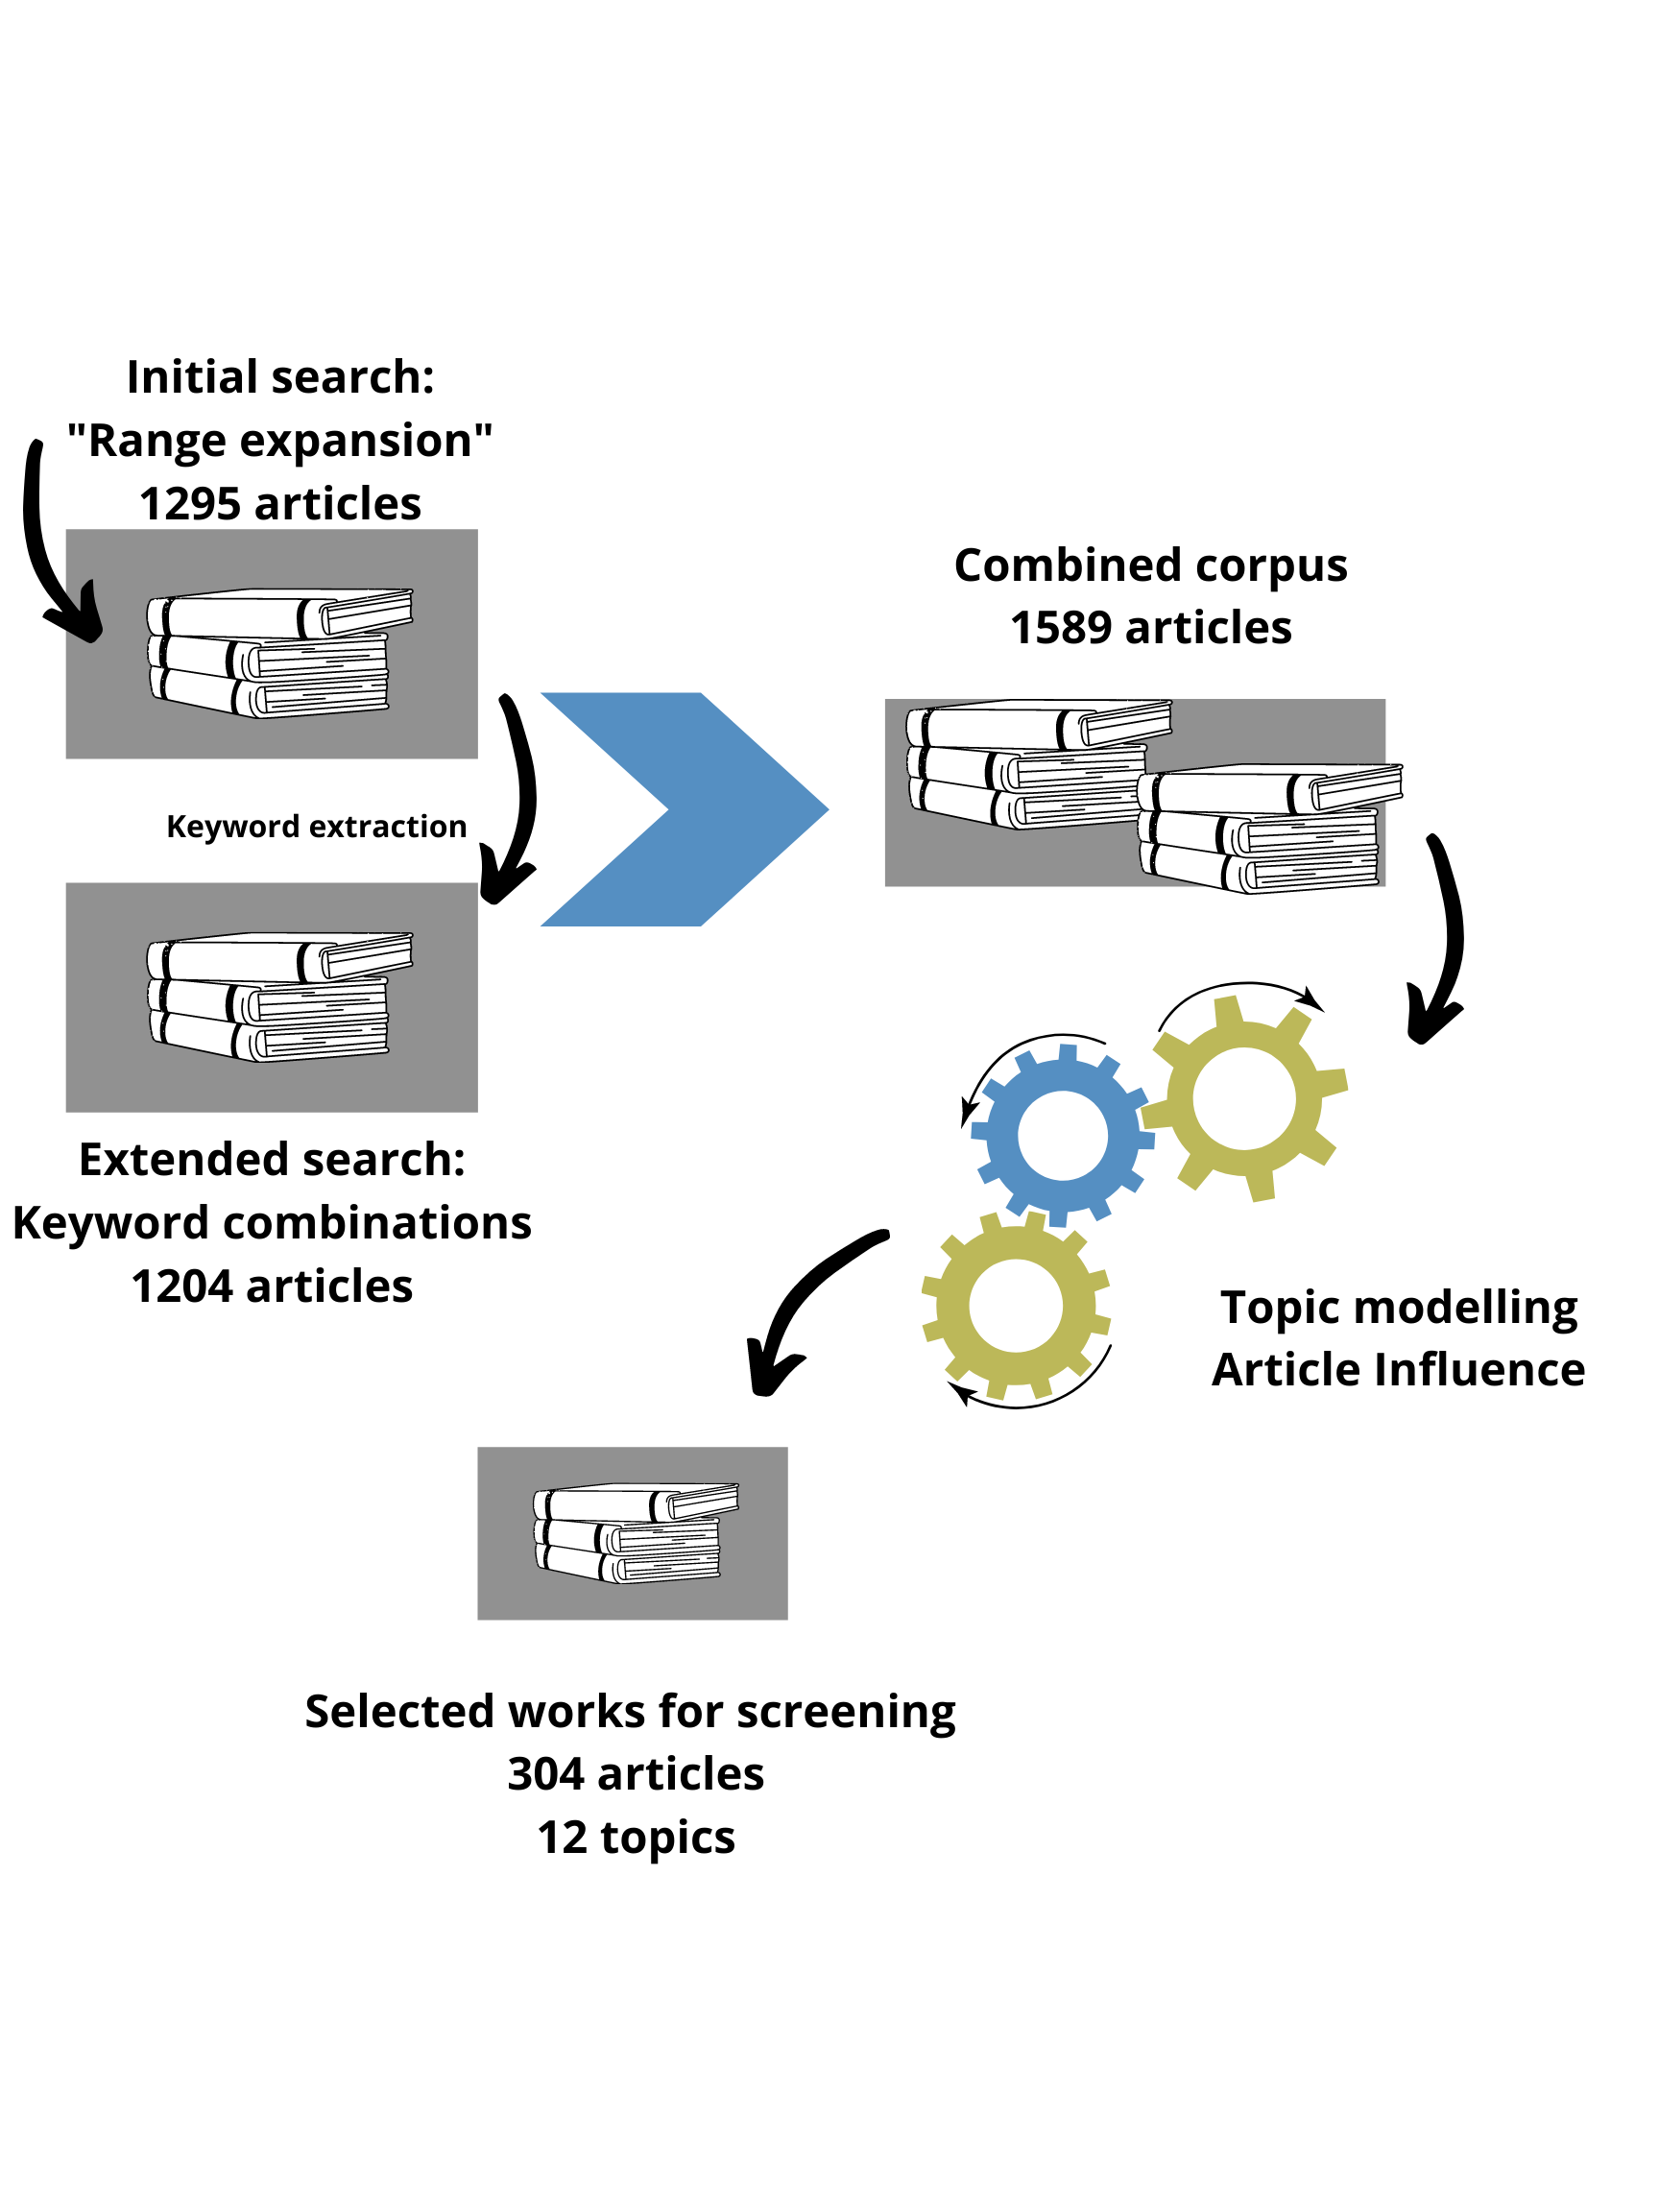 Initial search:
"Range expansion"
1295 articles
Keyword extraction
Extended search:
Keyword combinations
1204 articles
Combined corpus
1589 articles
Topic modelling
Article Influence
Selected works for screening
304 articles
12 topics